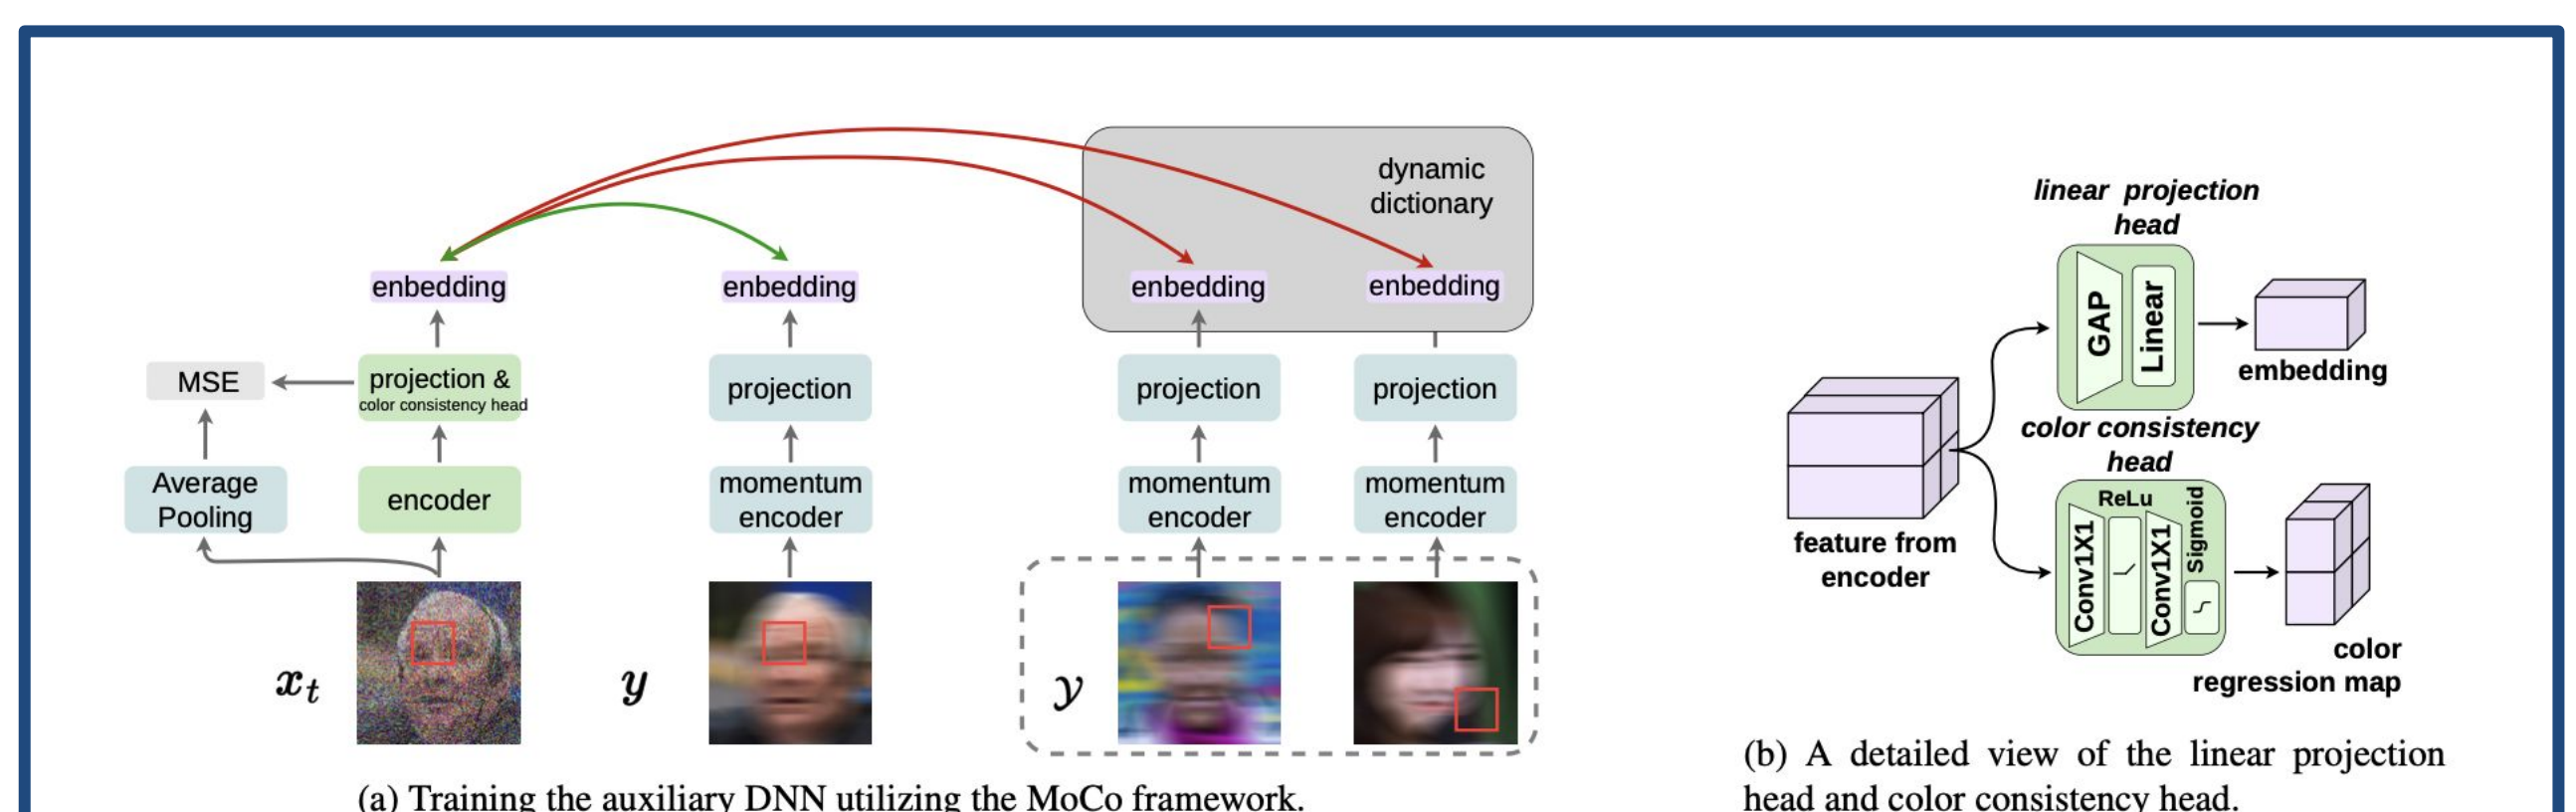 dynamic
dictionary
enbedding
enbedding
enbedding
enbedding
MSE
projection &
color consistency head
projection
projection
projection
Average
Pooling
encoder
momentum
encoder
momentum
encoder
momentum
encoder
x_t
y
𝒴
(a) Training the auxiliary DNN utilizing the MoCo framework.
linear projection
head
GAP
Linear
embedding
color consistency
head
ReLu
Conv1X1
Conv1X1
Sigmoid
feature from
encoder
color
regression map
(b) A detailed view of the linear projection
head and color consistency head.